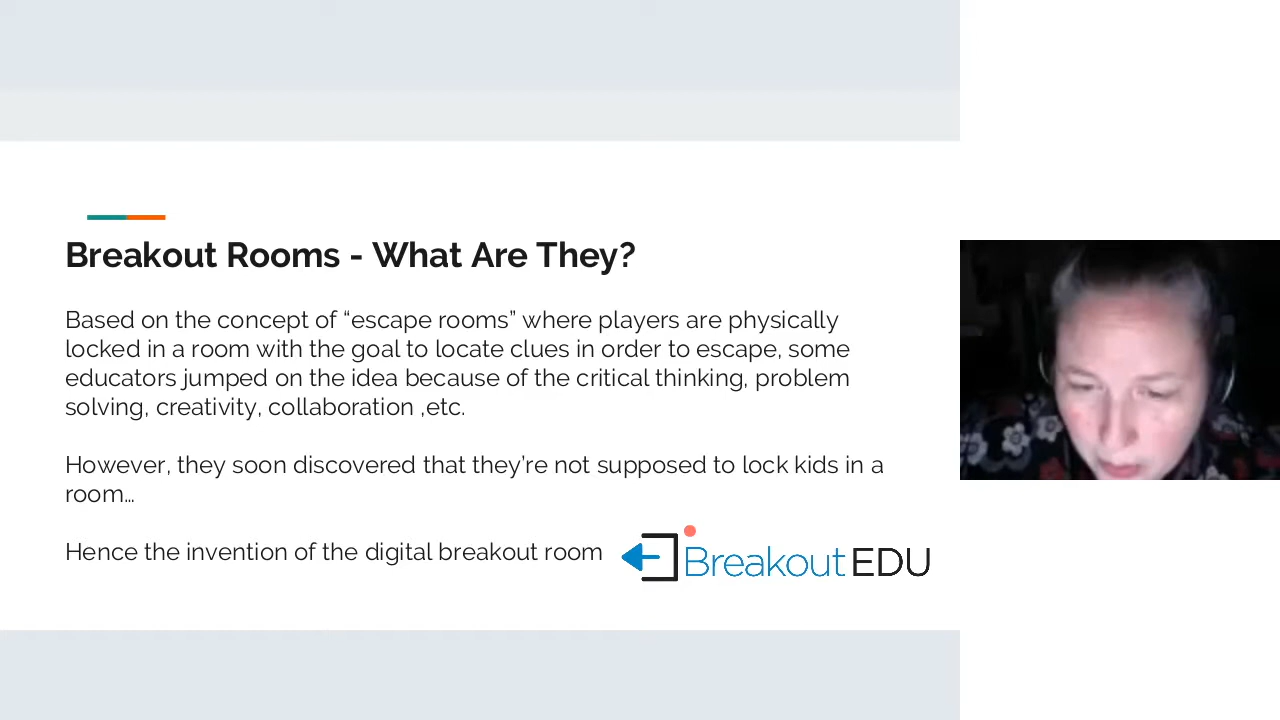 Breakout Rooms - What Are They?
Based on the concept of “escape rooms” where players are physically
locked in a room with the goal to locate clues in order to escape, some
educators jumped on the idea because of the critical thinking, problem
solving, creativity, collaboration ,etc.
However, they soon discovered that they’re not supposed to lock kids in a
room…
Hence the invention of the digital breakout room
Breakout EDU